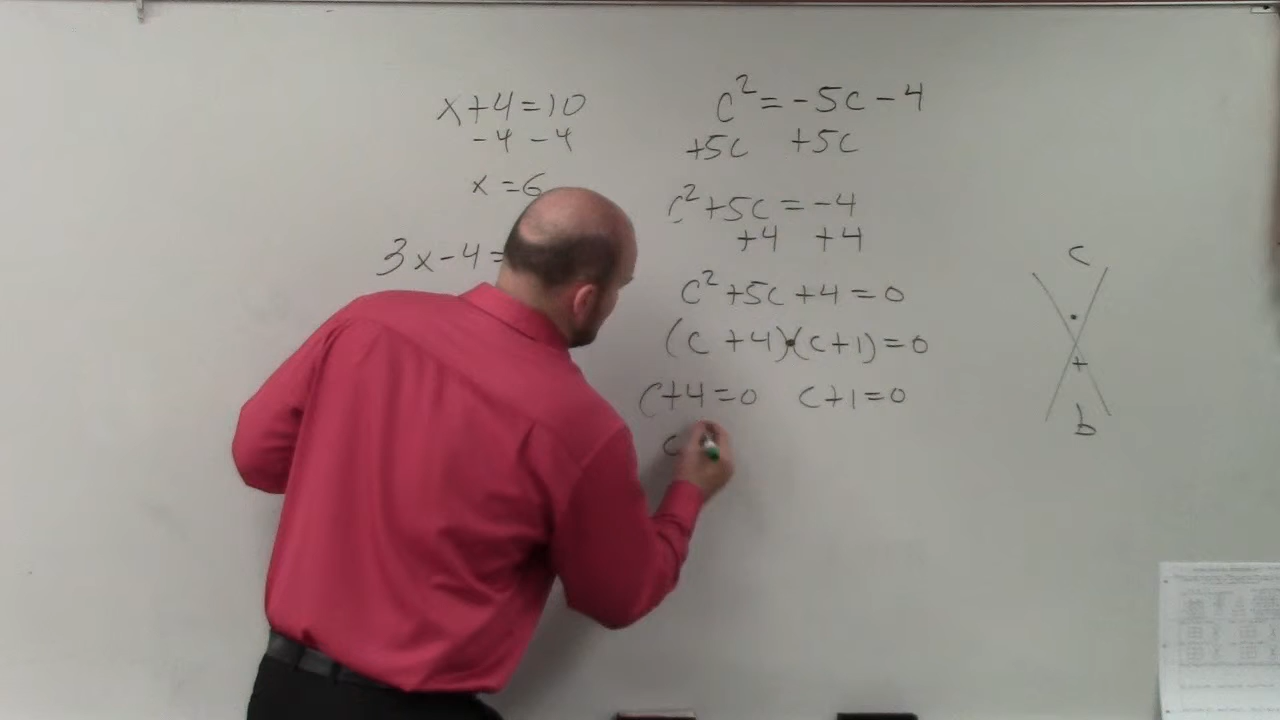 x+4=10
-4 -4
x=6
3x-4=
c²=-5c-4
+5c +5c
c²+5c=-4
+4 +4
c²+5c+4=0
(c+4)•(c+1)=0
c+4=0 c+1=0
c
c
•
+
b